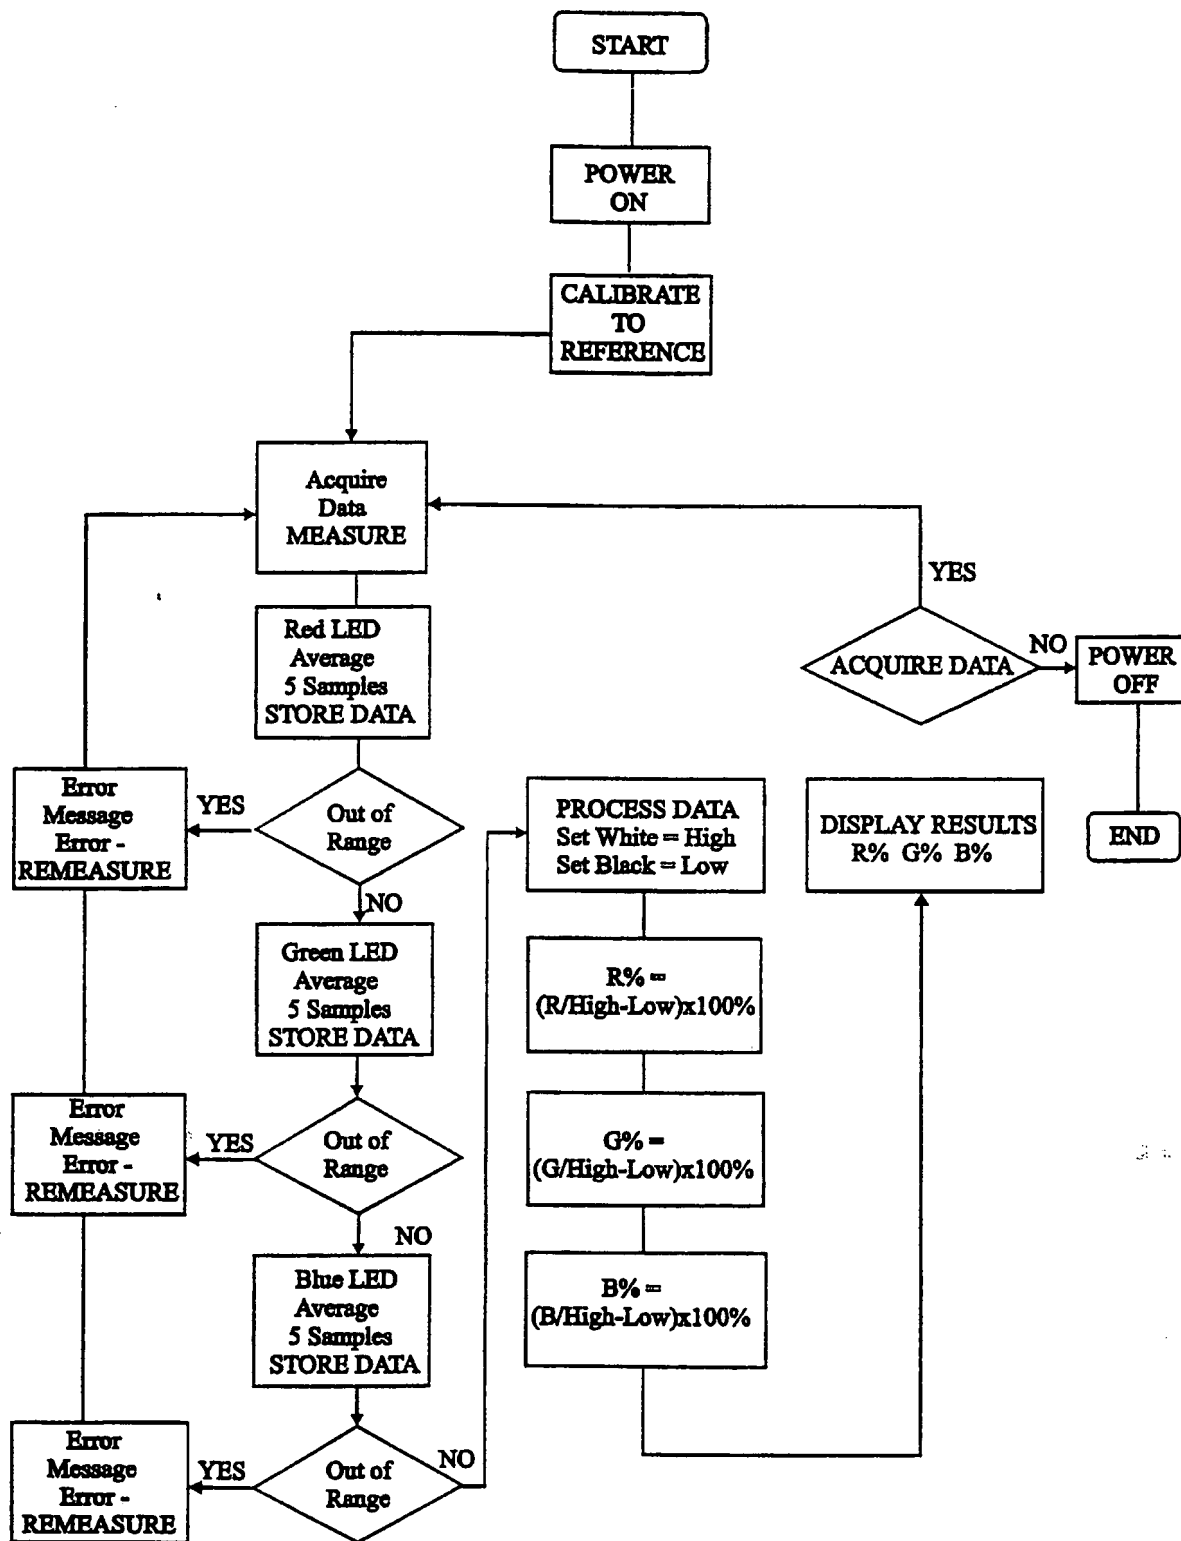 START
POWER
ON
CALIBRATE
TO
REFERENCE
Acquire
Data
MEASURE
Red LED
Average
5 Samples
STORE DATA
Out of
Range
YES
Error
Message
Error -
REMEASURE
NO
Green LED
Average
5 Samples
STORE DATA
Out of
Range
YES
Error
Message
Error -
REMEASURE
NO
Blue LED
Average
5 Samples
STORE DATA
Out of
Range
YES
Error
Message
Error -
REMEASURE
NO
PROCESS DATA
Set White = High
Set Black = Low
R% =
(R/High-Low)x100%
G% =
(G/High-Low)x100%
B% =
(B/High-Low)x100%
DISPLAY RESULTS
R% G% B%
ACQUIRE DATA
YES
NO
POWER
OFF
END